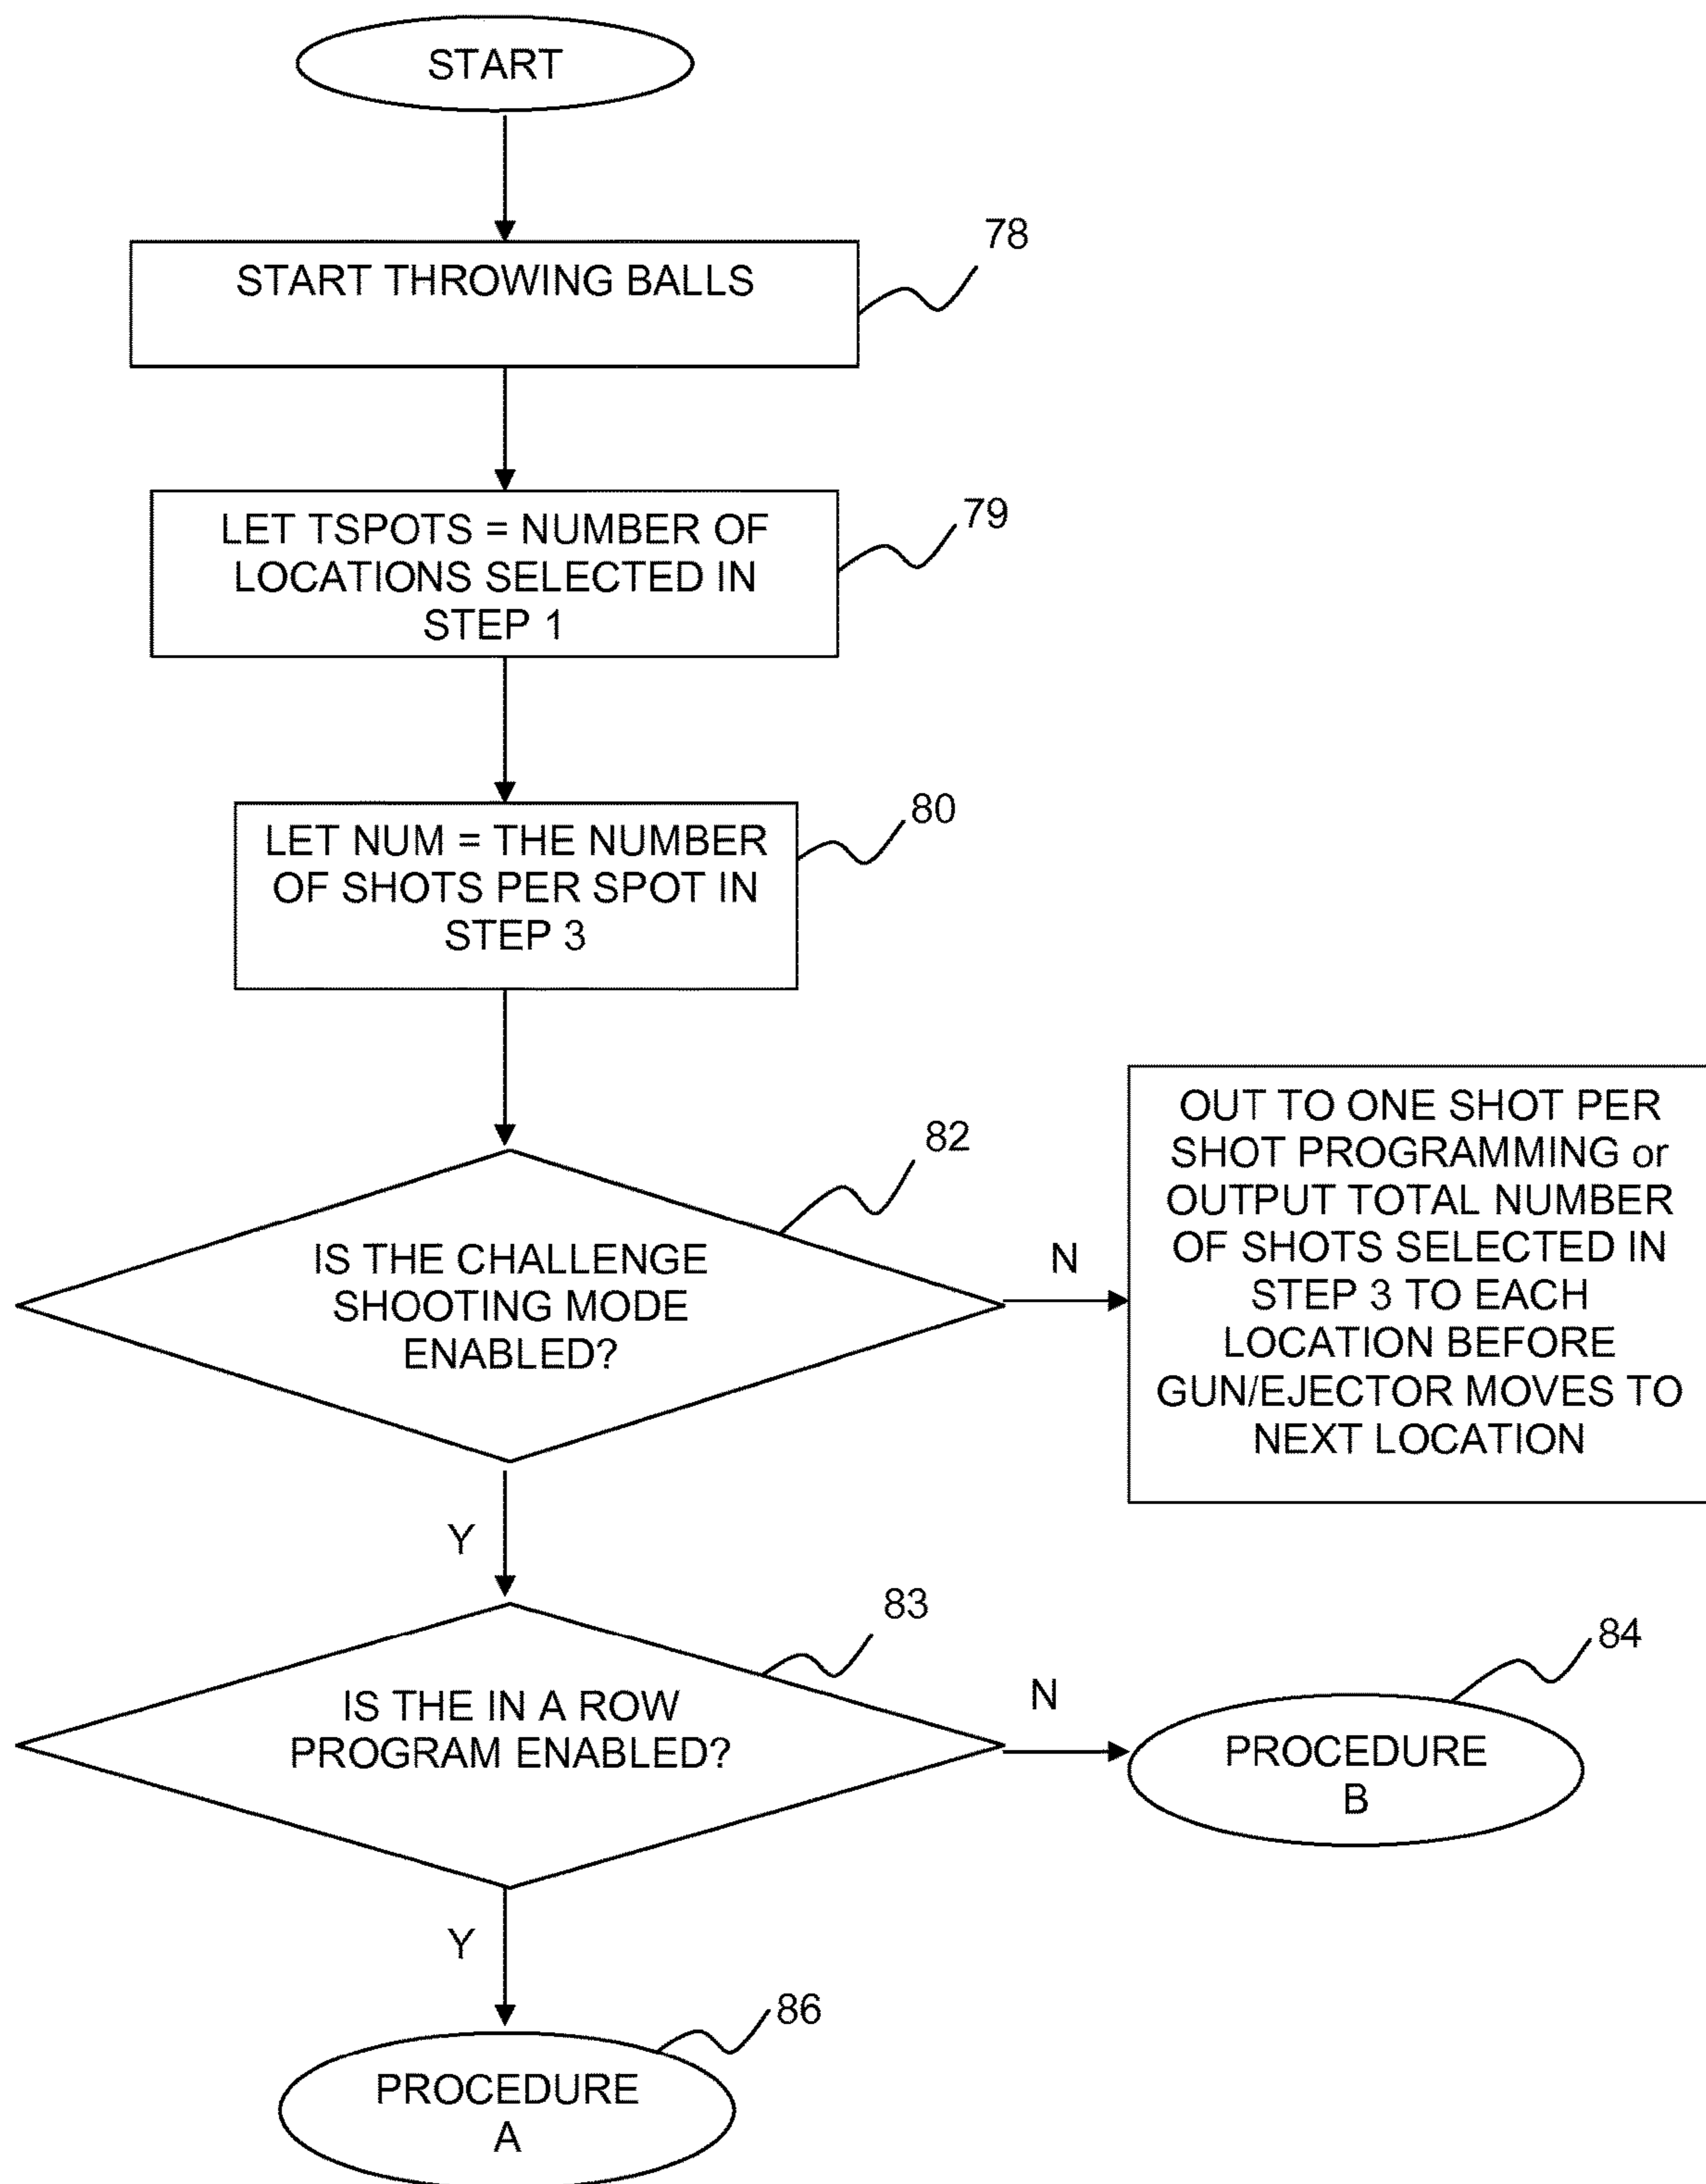 START
78
START THROWING BALLS
79
LET TSPOTS = NUMBER OF
LOCATIONS SELECTED IN
STEP 1
80
LET NUM = THE NUMBER
OF SHOTS PER SPOT IN
STEP 3
82
IS THE CHALLENGE
SHOOTING MODE
ENABLED?
N
OUT TO ONE SHOT PER
SHOT PROGRAMMING or
OUTPUT TOTAL NUMBER
OF SHOTS SELECTED IN
STEP 3 TO EACH
LOCATION BEFORE
GUN/EJECTOR MOVES TO
NEXT LOCATION
Y
83
IS THE IN A ROW
PROGRAM ENABLED?
N
84
PROCEDURE
B
Y
86
PROCEDURE
A